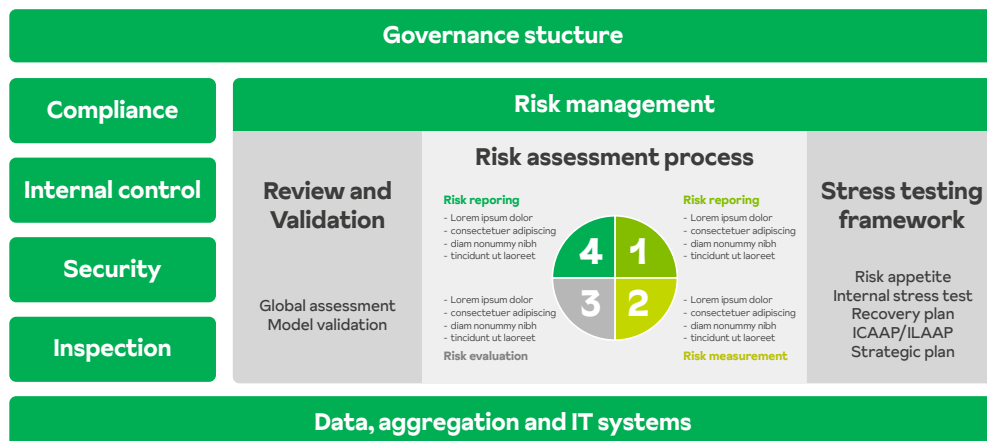 Governance stucture
Compliance
Internal control
Security
Inspection
Risk management
Review and
Validation
Global assessment
Model validation
Risk assessment process
Risk reporing
- Lorem ipsum dolor
- consectetuer adipiscing
- diam nonummy nibh
- tincidunt ut laoreet
Risk reporing
- Lorem ipsum dolor
- consectetuer adipiscing
- diam nonummy nibh
- tincidunt ut laoreet
4 1
3 2
- Lorem ipsum dolor
- consectetuer adipiscing
- diam nonummy nibh
- tincidunt ut laoreet
Risk evaluation
- Lorem ipsum dolor
- consectetuer adipiscing
- diam nonummy nibh
- tincidunt ut laoreet
Risk measurement
Stress testing
framework
Risk appetite
Internal stress test
Recovery plan
ICAAP/ILAAP
Strategic plan
Data, aggregation and IT systems